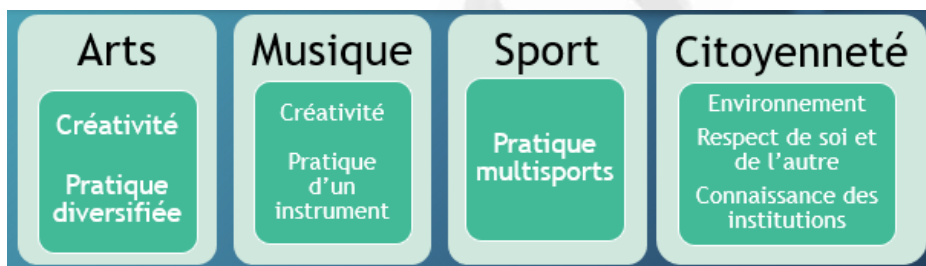 Arts
Créativité
Pratique
diversifiée
Musique
Créativité
Pratique
d'un
instrument
Sport
Pratique
multisports
Citoyenneté
Environnement
Respect de soi et
de l'autre
Connaissance des
institutions